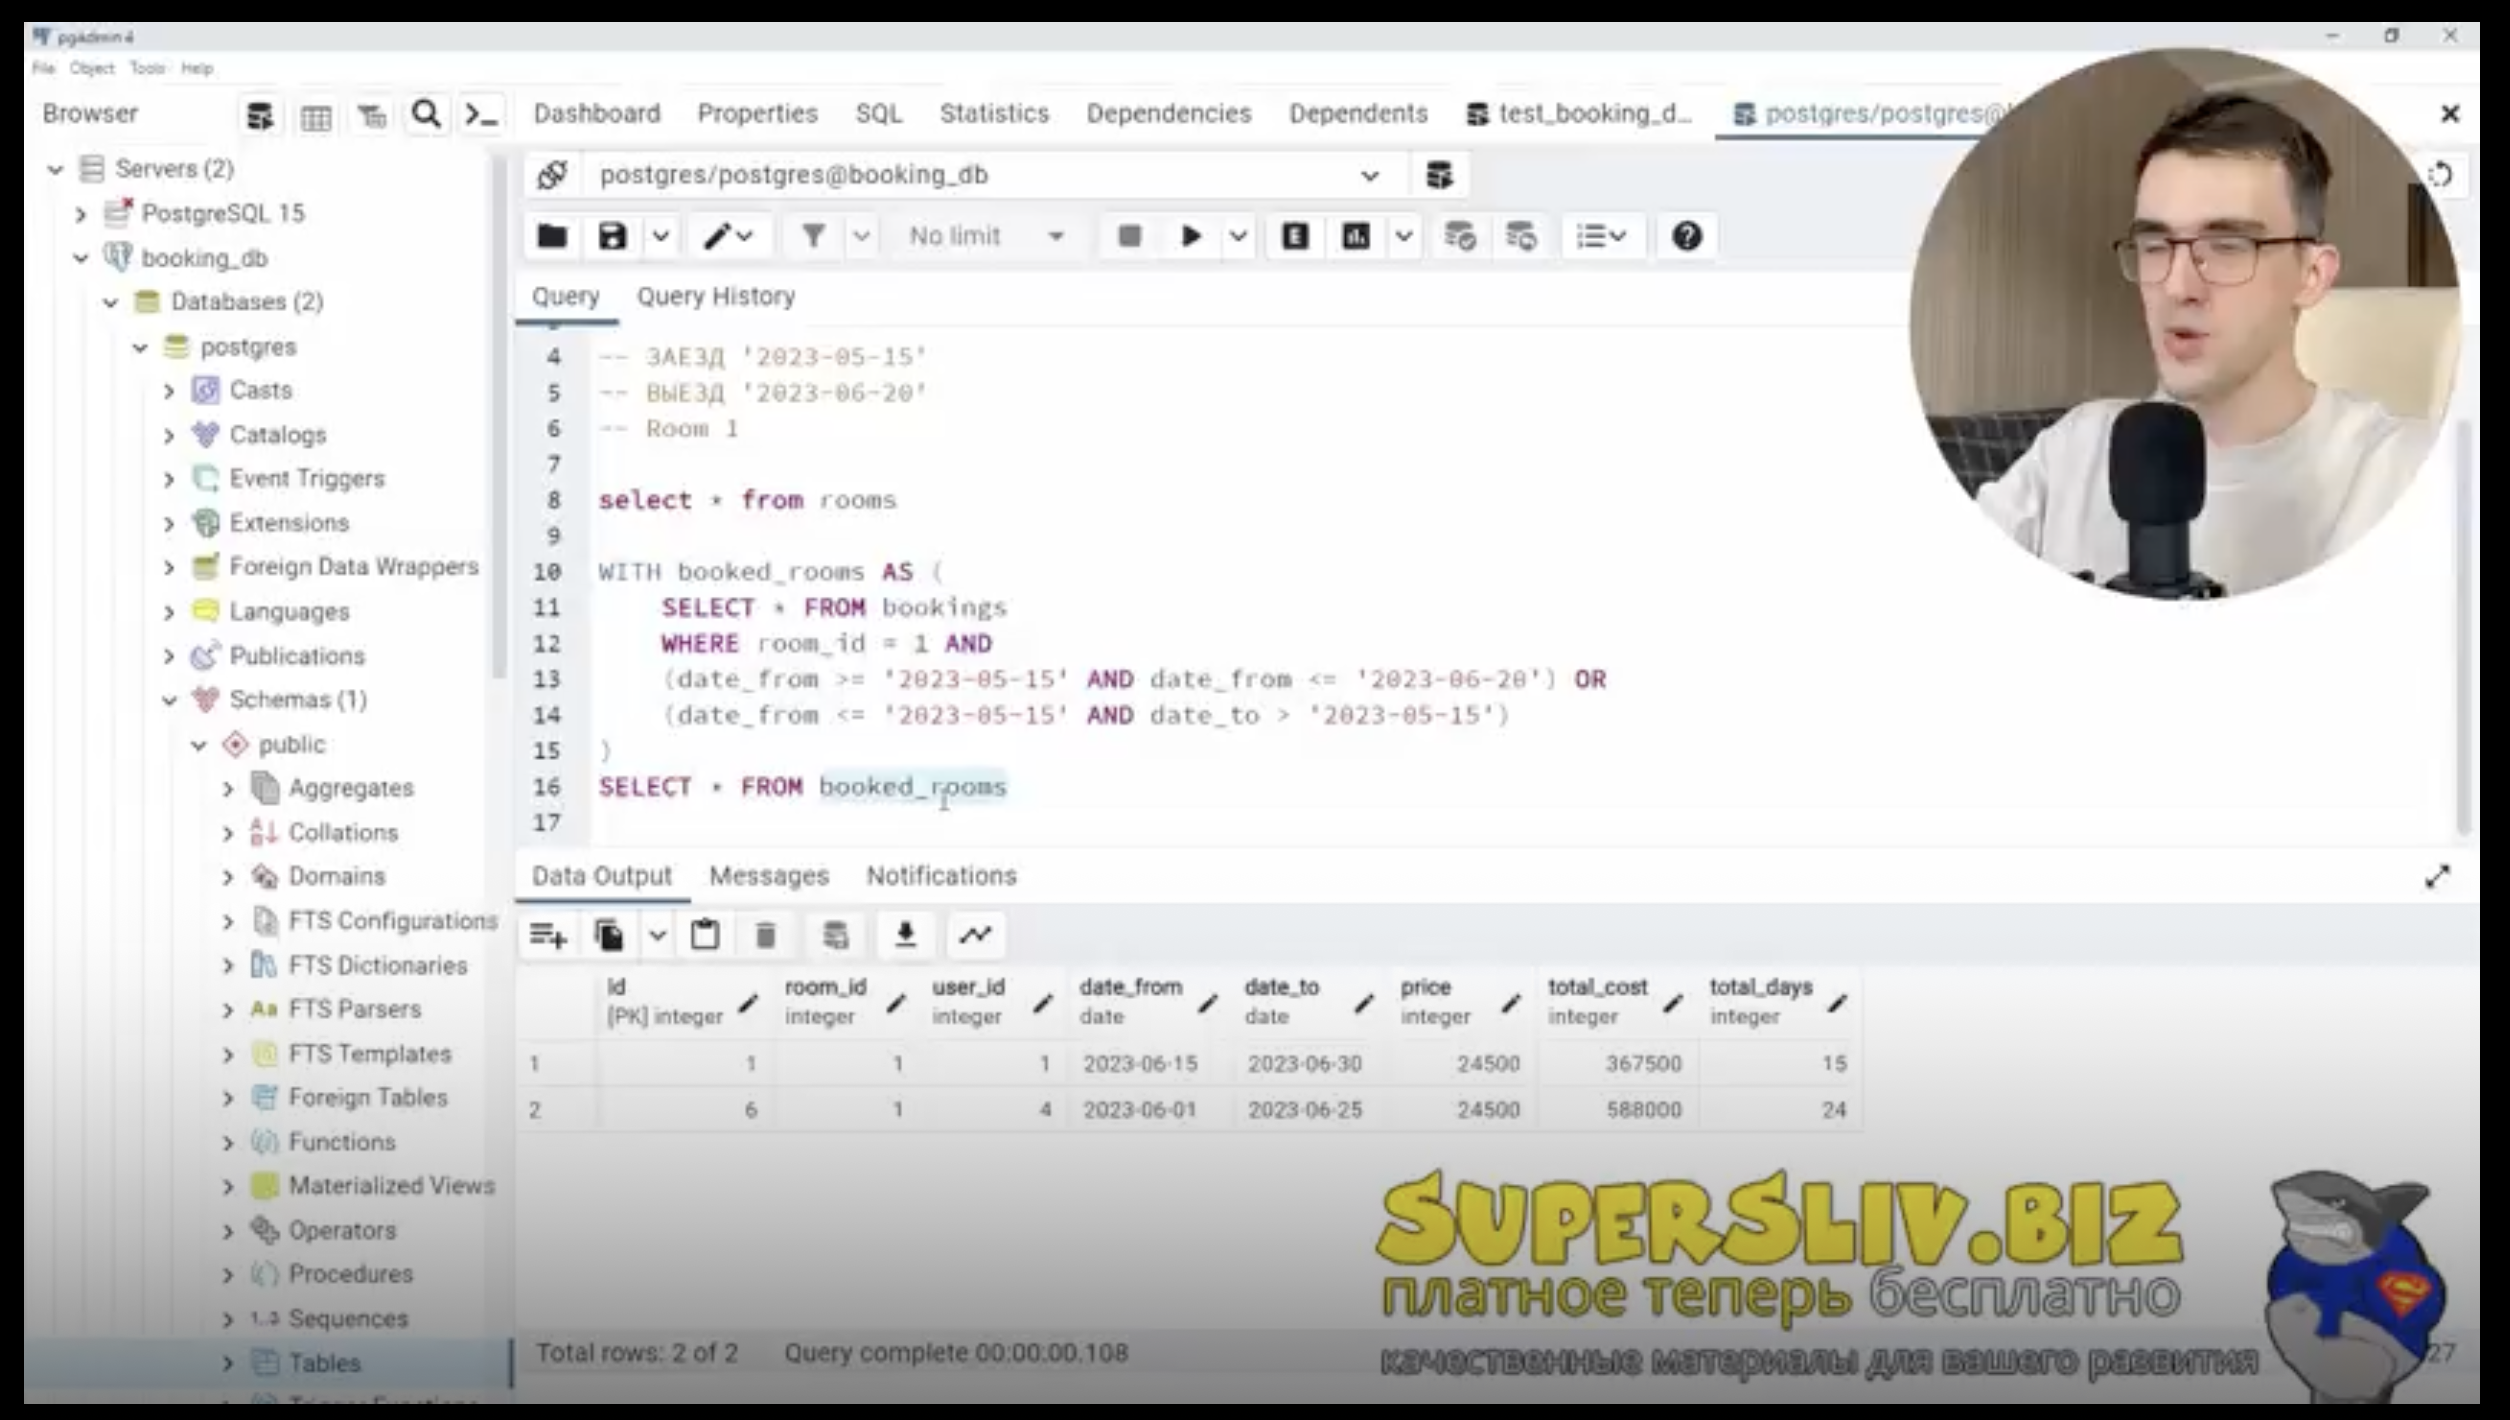 pgAdmin 4
File Object Tools Help
Browser
Dashboard Properties SQL Statistics Dependencies Dependents test_booking_d... postgres/postgres@
Servers (2)
PostgreSQL 15
booking_db
Databases (2)
postgres
Casts
Catalogs
Event Triggers
Extensions
Foreign Data Wrappers
Languages
Publications
Schemas (1)
public
Aggregates
Collations
Domains
FTS Configurations
FTS Dictionaries
Aa FTS Parsers
FTS Templates
Foreign Tables
Functions
Materialized Views
Operators
Procedures
1..3 Sequences
Tables
Trigger Functions
postgres/postgres@booking_db
No limit
Query Query History
4 -- ЗАЕЗД '2023-05-15'
5 -- ВЫЕЗД '2023-06-20'
6 -- Room 1
7
8 select * from rooms
9
10 WITH booked_rooms AS (
11 SELECT * FROM bookings
12 WHERE room_id = 1 AND
13 (date_from >= '2023-05-15' AND date_from <= '2023-06-20') OR
14 (date_from <= '2023-05-15' AND date_to > '2023-05-15')
15 )
16 SELECT * FROM booked_rooms
17
Data Output Messages Notifications
id room_id user_id date_from date_to price total_cost total_days
[PK] integer integer integer date date integer integer integer
1 1 1 1 2023-06-15 2023-06-30 24500 367500 15
2 6 1 4 2023-06-01 2023-06-25 24500 588000 24
SUPERSLIV.BIZ
платное теперь бесплатно
качественные материалы для вашего развития
Total rows: 2 of 2 Query complete 00:00:00.108
27